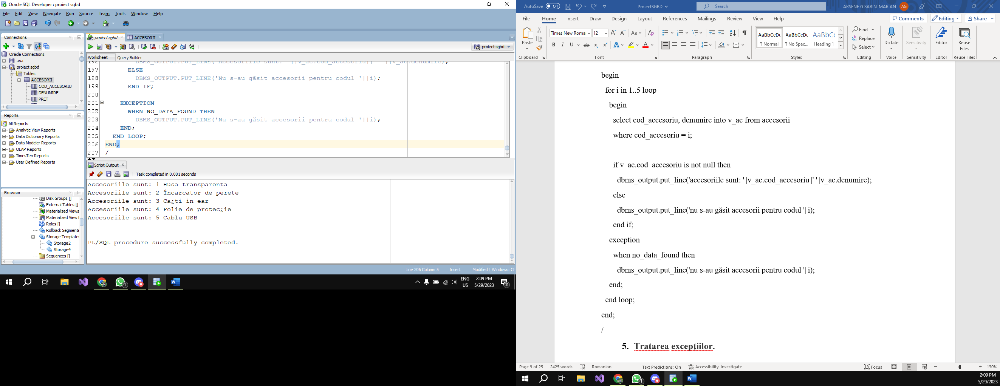 Oracle SQL Developer : proiect sgbd
File Edit View Navigate Run Source Team Tools Window Help
Connections
Oracle Connections
asa
proiect sgbd
Tables
ACCESORII
COD_ACCESORIU
DENUMIRE
PRET
Reports
All Reports
Analytic View Reports
Data Dictionary Reports
Data Modeler Reports
OLAP Reports
TimesTen Reports
User Defined Reports
Browser
Disk Groups []
External Tables []
Materialized Views
Materialized View
Roles []
Rollback Segments
Storage Templates
Storage2
Storage4
Sequences []
proiect sgbd ACCESORII
proiect sgbd
Worksheet Query Builder
196 DBMS_OUTPUT.PUT_LINE('Accesoriile sunt: '||v_ac.cod_accesoriu||' '||v_ac.denumire);
197 ELSE
198 DBMS_OUTPUT.PUT_LINE('Nu s-au găsit accesorii pentru codul '||i);
199 END IF;
200
201 EXCEPTION
202 WHEN NO_DATA_FOUND THEN
203 DBMS_OUTPUT.PUT_LINE('Nu s-au găsit accesorii pentru codul '||i);
204 END;
205 END LOOP;
206 END;
207 /
Script Output
Task completed in 0.081 seconds
Accesoriile sunt: 1 Husa transparenta
Accesoriile sunt: 2 Încarcator de perete
Accesoriile sunt: 3 Ca¿ti in-ear
Accesoriile sunt: 4 Folie de protec¿ie
Accesoriile sunt: 5 Cablu USB
PL/SQL procedure successfully completed.
Line 206 Column 5 Insert Modified Windows: CF
ENG
US
2:09 PM
5/29/2023
AutoSave Off ProiectSGBD Search ARSENE G SABIN-MARIAN AG
File Home Insert Draw Design Layout References Mailings Review View Help Comments Editing Share
Paste
Clipboard
Times New Roma 12
Font
Paragraph
AaBbCcDc AaBbCcDc AaBbCc
¶ Normal ¶ No Spac... Heading 1
Styles
Find
Replace
Select
Editing
Dictate
Voice
Sensitivity
Sensitivity
Editor
Editor
Reuse
Files
Reuse Files
begin
for i in 1..5 loop
begin
select cod_accesoriu, denumire into v_ac from accesorii
where cod_accesoriu = i;
if v_ac.cod_accesoriu is not null then
dbms_output.put_line('accesoriile sunt: '||v_ac.cod_accesoriu||' '||v_ac.denumire);
else
dbms_output.put_line('nu s-au găsit accesorii pentru codul '||i);
end if;
exception
when no_data_found then
dbms_output.put_line('nu s-au găsit accesorii pentru codul '||i);
end;
end loop;
end;
/
5. Tratarea excepțiilor.
Page 9 of 25 2425 words Romanian Text Predictions: On Accessibility: Investigate Focus 130%
2:09 PM
5/29/2023